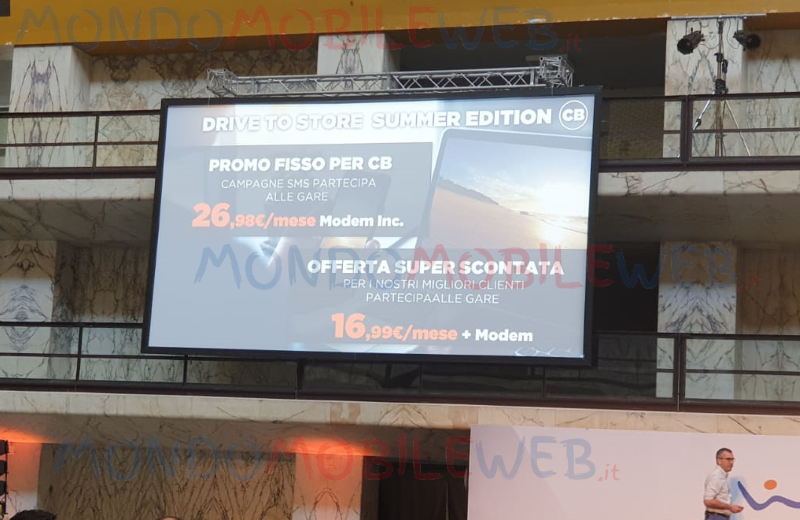 MONDOMOBILEWEB.it
DRIVE TO STORE SUMMER EDITION CB
PROMO FISSO PER CB
CAMPAGNE SMS PARTECIPA
ALLE GARE
26,98€/mese Modem Inc.
MONDOMOBILEWEB.it
OFFERTA SUPER SCONTATA
PER I NOSTRI MIGLIORI CLIENTI
PARTECIPAALLE GARE
16,99€/mese + Modem
MONDOMOBILEWEB.it